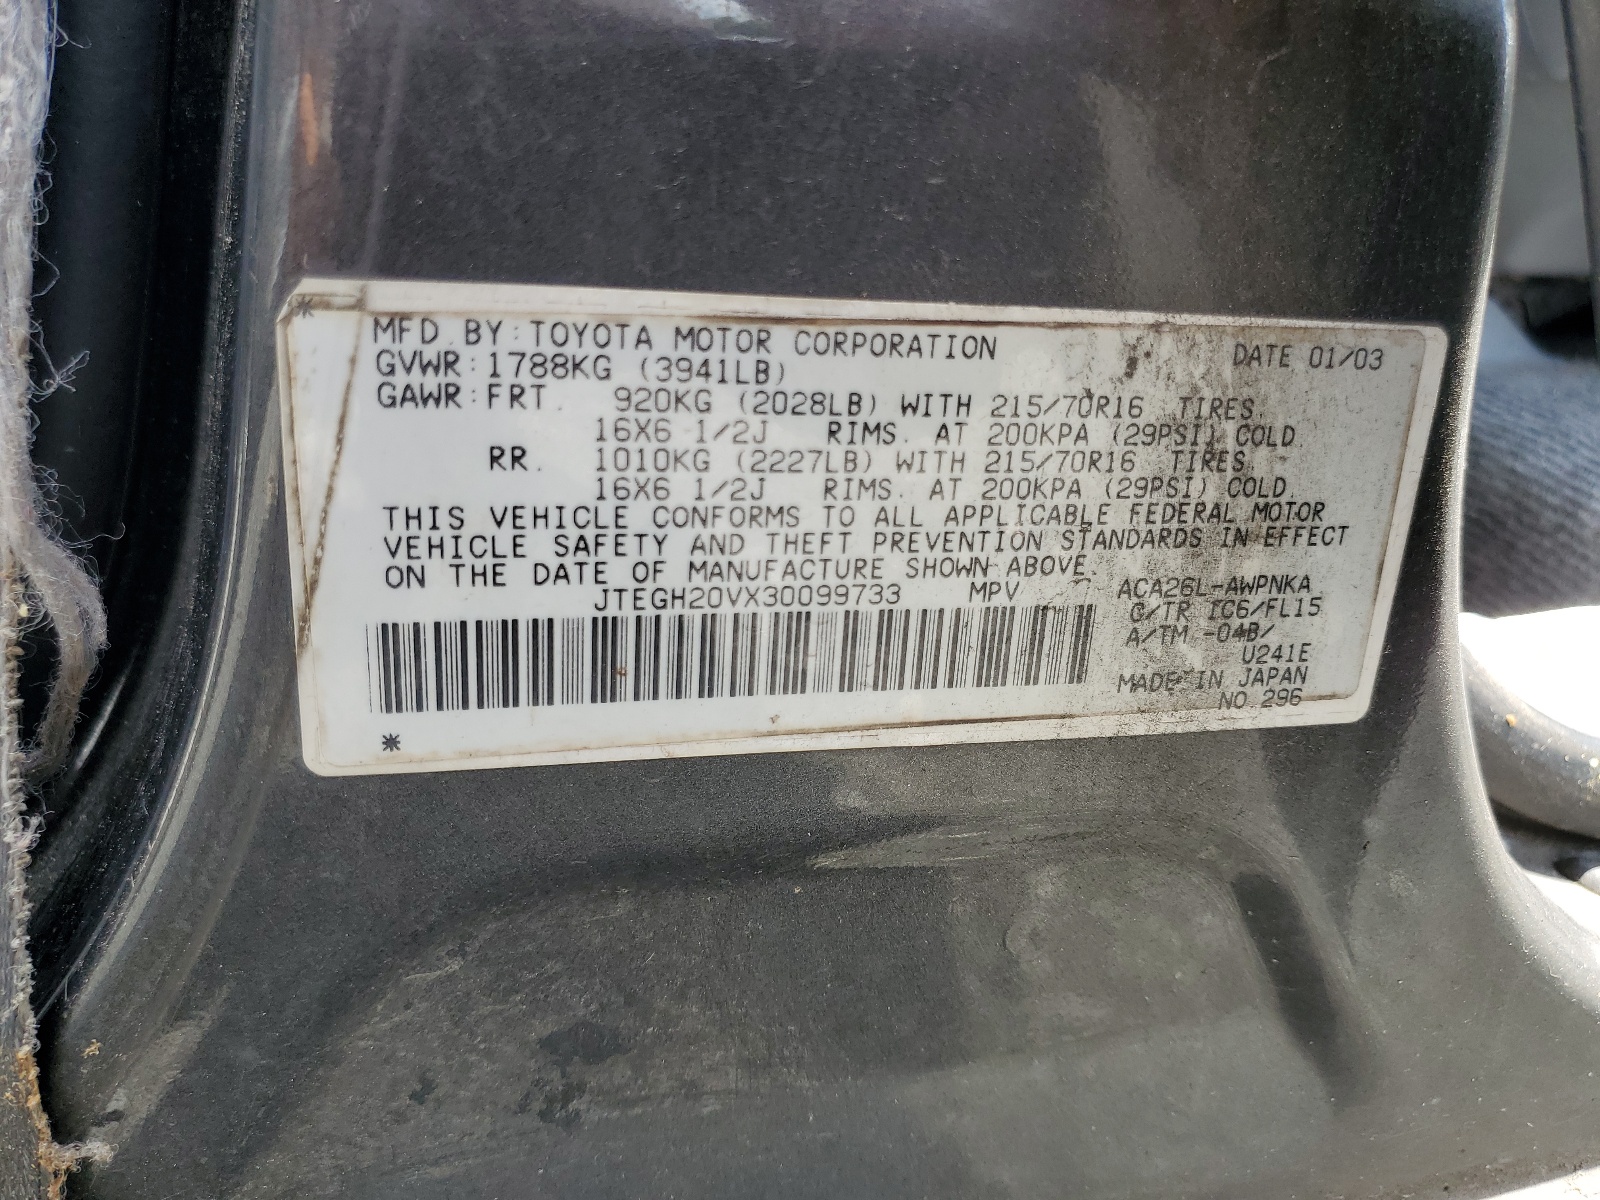 MFD. BY: TOYOTA MOTOR CORPORATION DATE 01/03
GVWR: 1788KG (3941LB)
GAWR: FRT. 920KG (2028LB) WITH 215/70R16 TIRES,
16X6 1/2J RIMS. AT 200KPA (29PSI) COLD
RR. 1010KG (2227LB) WITH 215/70R16 TIRES,
16X6 1/2J RIMS. AT 200KPA (29PSI) COLD
THIS VEHICLE CONFORMS TO ALL APPLICABLE FEDERAL MOTOR
VEHICLE SAFETY AND THEFT PREVENTION STANDARDS IN EFFECT
ON THE DATE OF MANUFACTURE SHOWN ABOVE.
JTEGH20VX30099733 MPV ACA26L-AWPNKA
C/TR 1C6/FL15
A/TM -04B/
U241E
MADE IN JAPAN
NO. 296